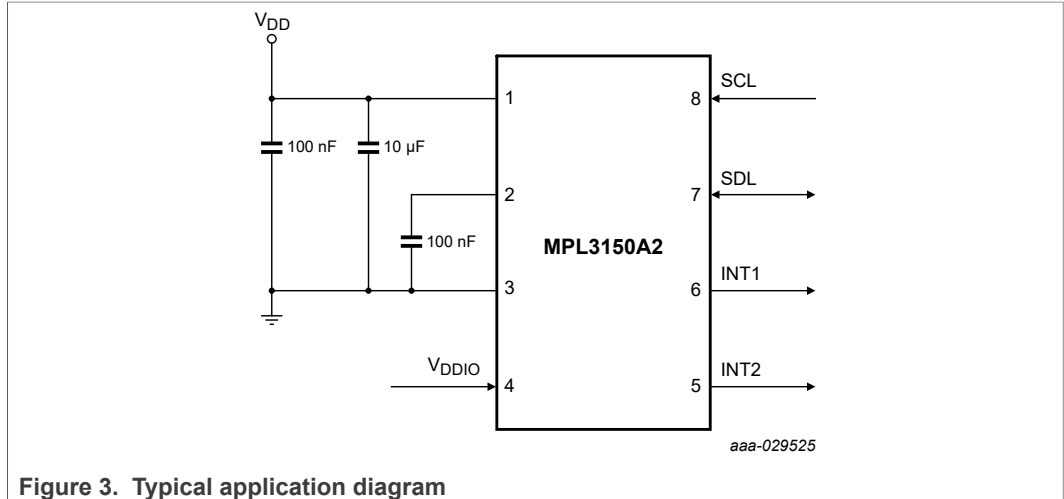 VDD
1
8
SCL
100 nF
10 µF
2
7
SDL
100 nF
MPL3150A2
3
6
INT1
VDDIO
4
5
INT2
aaa-029525
Figure 3. Typical application diagram